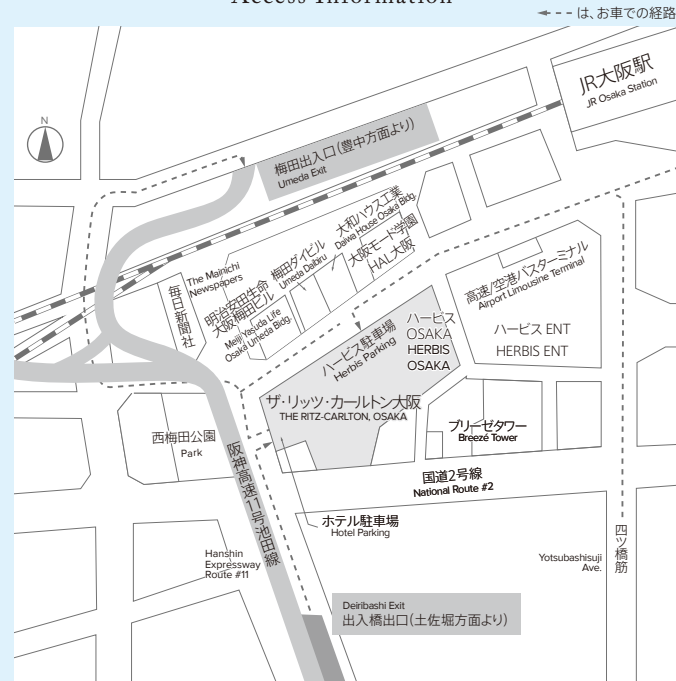 Access Information
は、お車での経路
JR大阪駅
JR Osaka Station
N
梅田出入口(豊中方面より)
Umeda Exit
大和ハウス工業
Daiwa House Osaka Bldg.
大阪モード学園
HAL大阪
梅田ダイビル
Umeda Daibiru
The Mainichi
Newspapers
毎日新聞社
明治安田生命
大阪梅田ビル
Meiji Yasuda Life
Osaka Umeda Bldg.
高速/空港バスターミナル
Airport Limousine Terminal
ハービス ENT
HERBIS ENT
ハービス
OSAKA
HERBIS
OSAKA
ハービス駐車場
Herbis Parking
ザ・リッツ・カールトン大阪
THE RITZ-CARLTON, OSAKA
ブリーゼタワー
Breezé Tower
西梅田公園
Park
阪神高速11号池田線
国道2号線
National Route #2
ホテル駐車場
Hotel Parking
Hanshin
Expressway
Route #11
四ツ橋筋
Yotsubashisuji
Ave.
Deiribashi Exit
出入橋出口(土佐堀方面より)